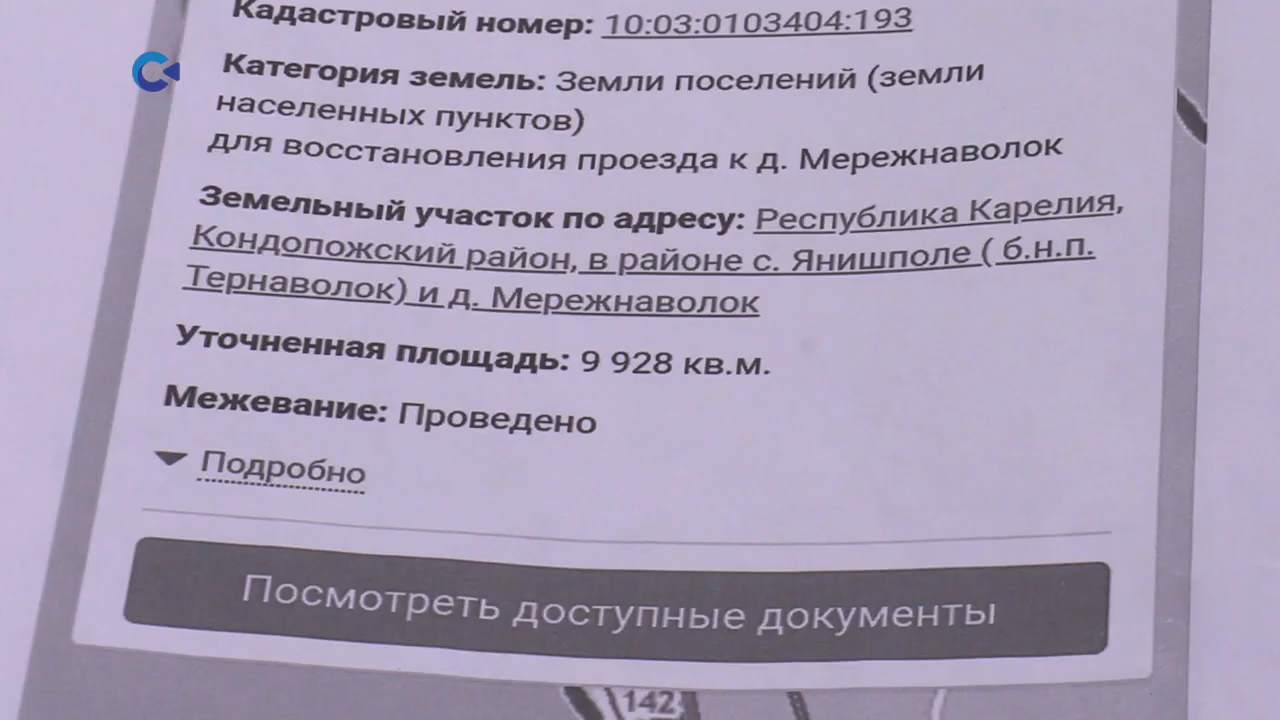 Кадастровый номер: 10:03:0103404:193
Категория земель: Земли поселений (земли
населенных пунктов)
для восстановления проезда к д. Мережнаволок
Земельный участок по адресу: Республика Карелия,
Кондопожский район, в районе с. Янишполе ( б.н.п.
Тернаволок) и д. Мережнаволок
Уточненная площадь: 9 928 кв.м.
Межевание: Проведено
Подробно
Посмотреть доступные документы
142